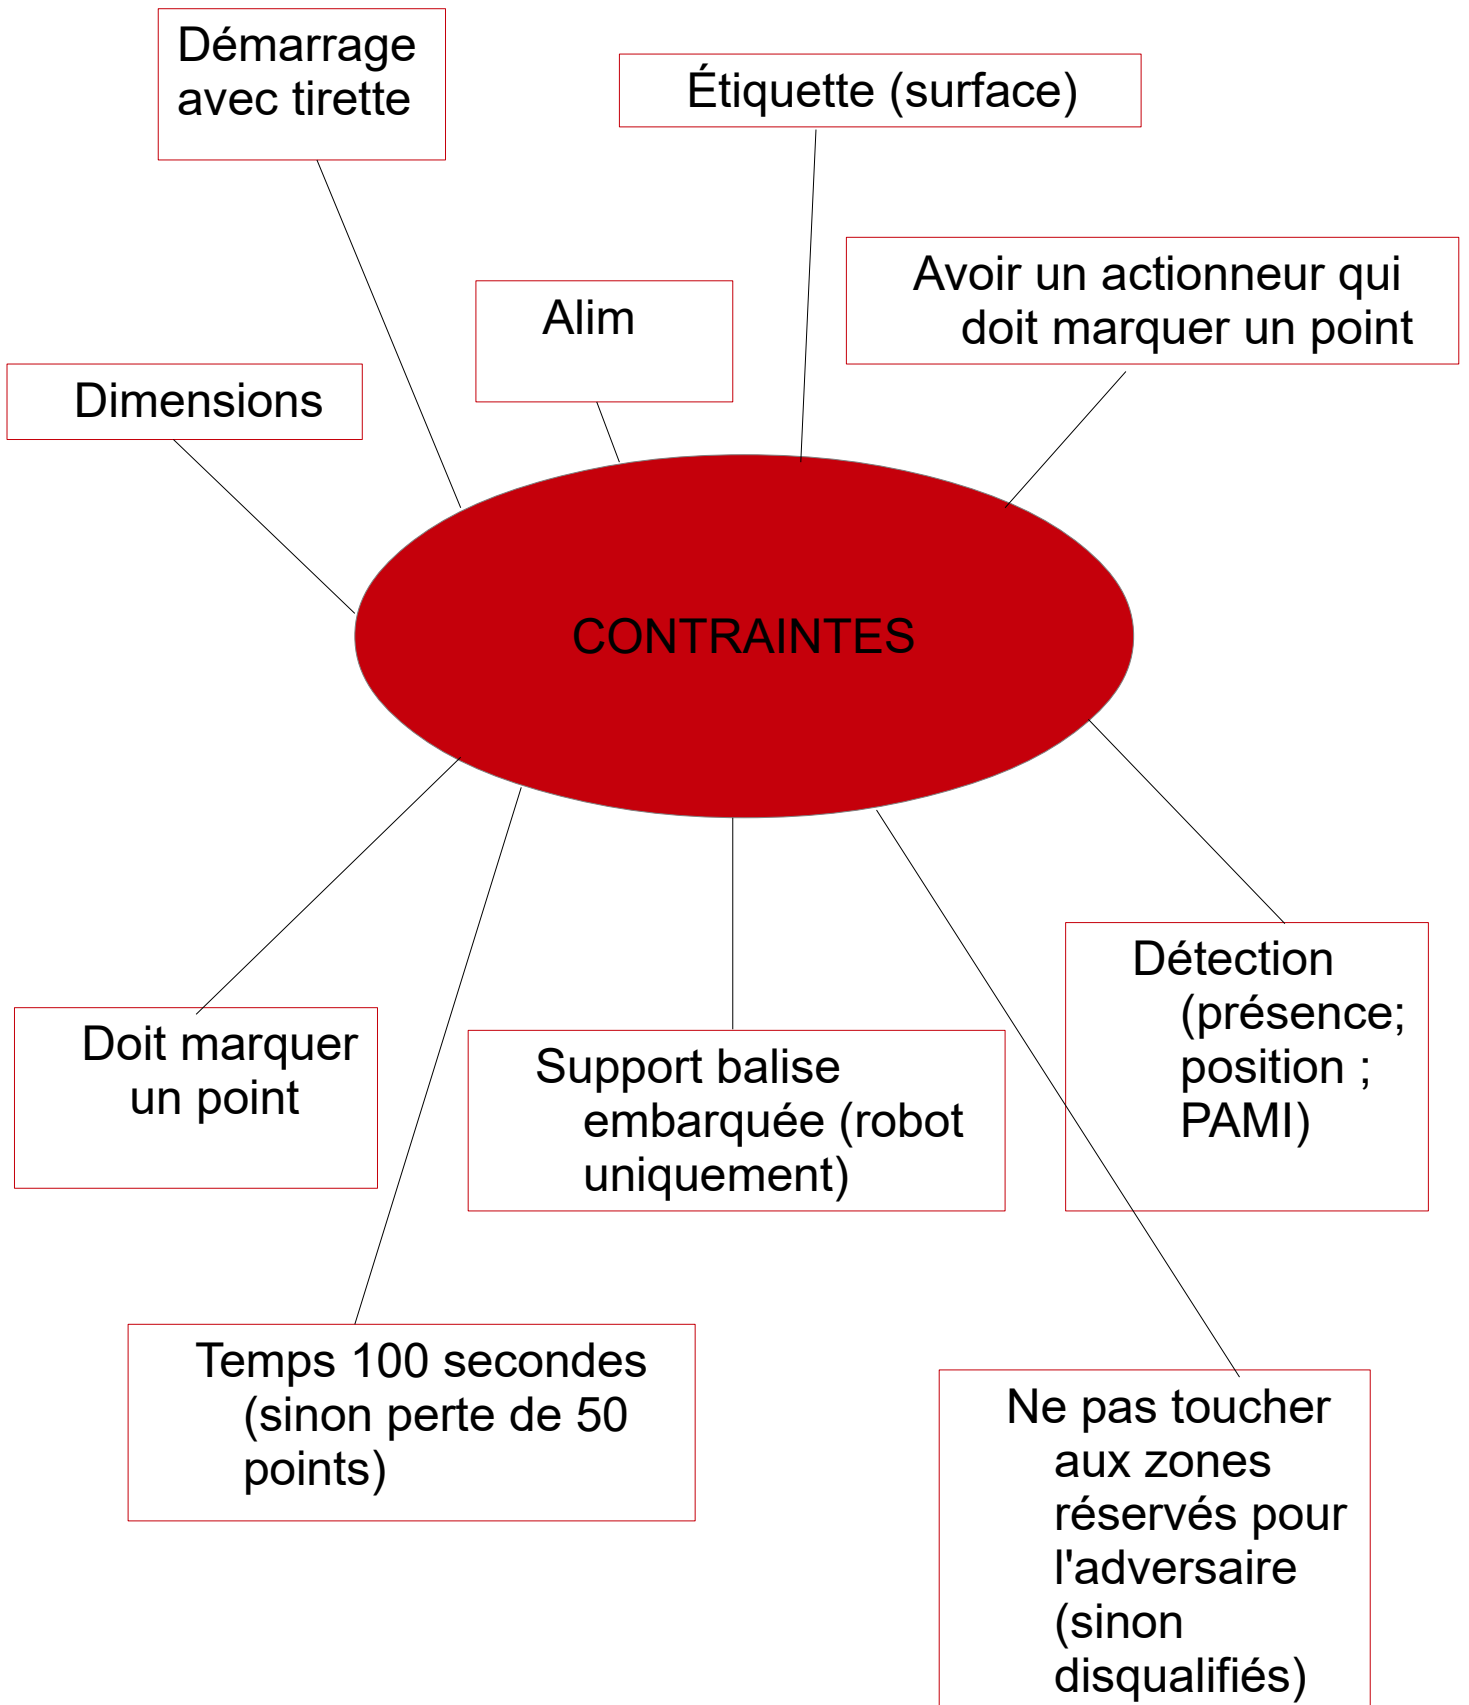 Démarrage
avec tirette
Étiquette (surface)
Avoir un actionneur qui
doit marquer un point
Alim
Dimensions
CONTRAINTES
Détection
(présence;
position ;
PAMI)
Doit marquer
un point
Support balise
embarquée (robot
uniquement)
Temps 100 secondes
(sinon perte de 50
points)
Ne pas toucher
aux zones
réservés pour
l'adversaire
(sinon
disqualifiés)